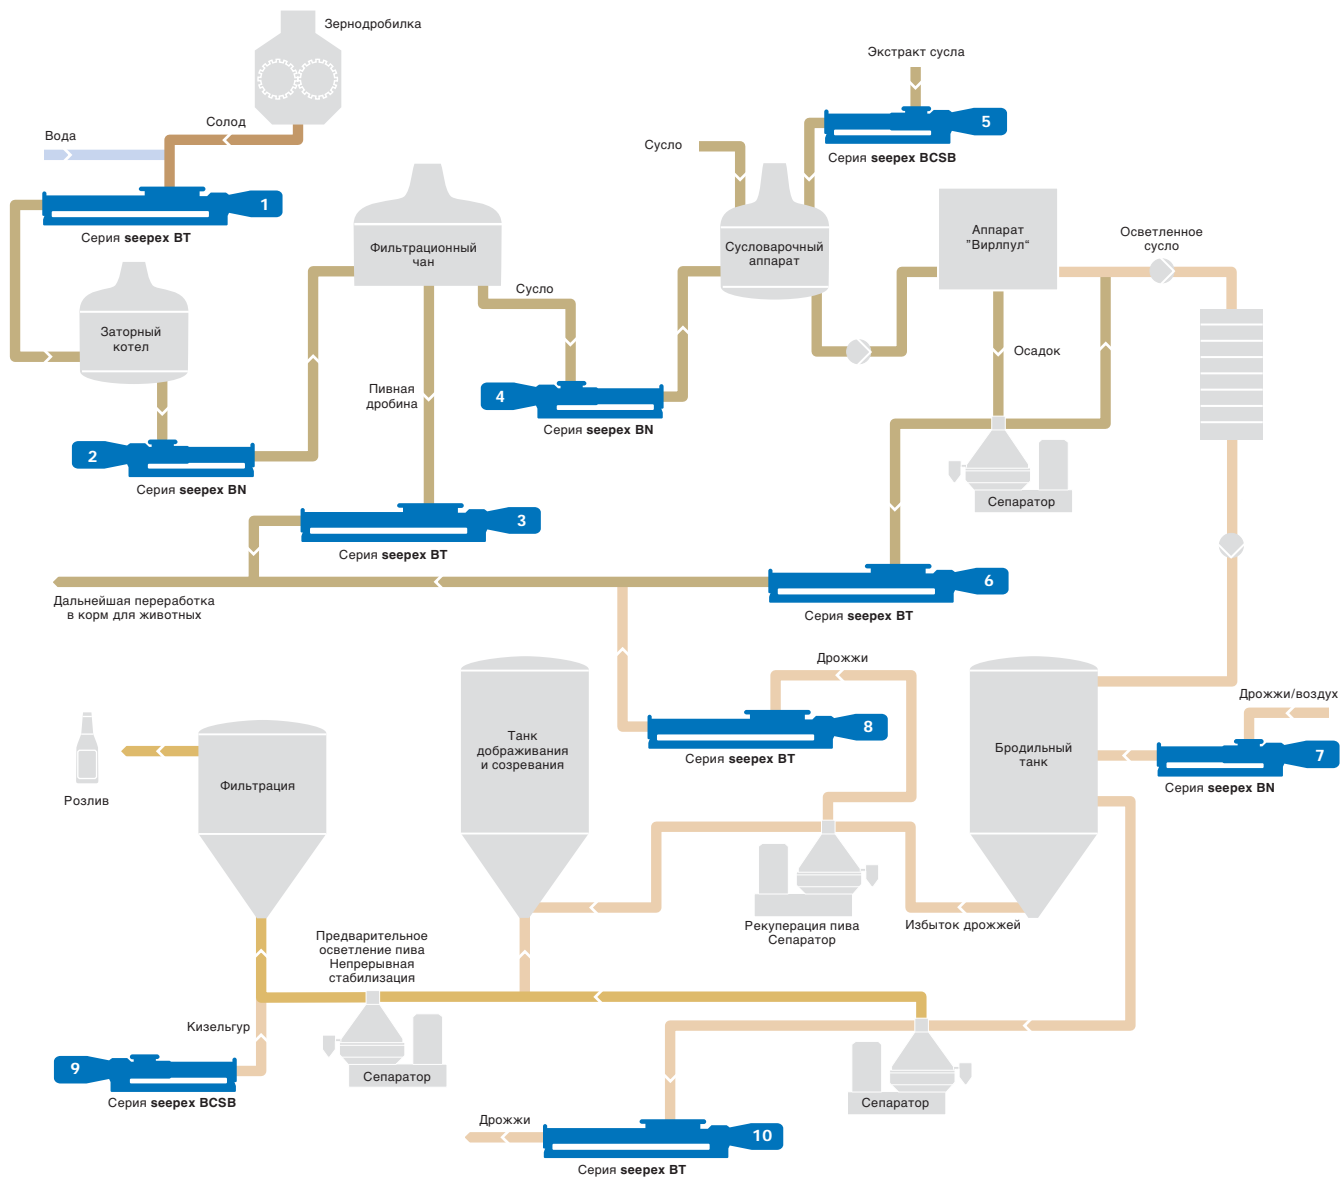 Зернодробилка
Солод
Вода
1
Серия seepex BT
Заторный
котел
2
Серия seepex BN
Фильтрационный
чан
Сусло
Пивная
дробина
4
Серия seepex BN
3
Серия seepex BT
Экстракт сусла
5
Серия seepex BCSB
Сусло
Сусловарочный
аппарат
Аппарат
"Вирлпул“
Осветленное
сусло
Осадок
Сепаратор
6
Серия seepex BT
Дальнейшая переработка
в корм для животных
Дрожжи
8
Серия seepex BT
Дрожжи/воздух
7
Серия seepex BN
Бродильный
танк
Танк
дображивания
и созревания
Фильтрация
Розлив
Рекуперация пива
Сепаратор
Избыток дрожжей
Предварительное
осветление пива
Непрерывная
стабилизация
Кизельгур
9
Серия seepex BCSB
Сепаратор
Сепаратор
Дрожжи
10
Серия seepex BT